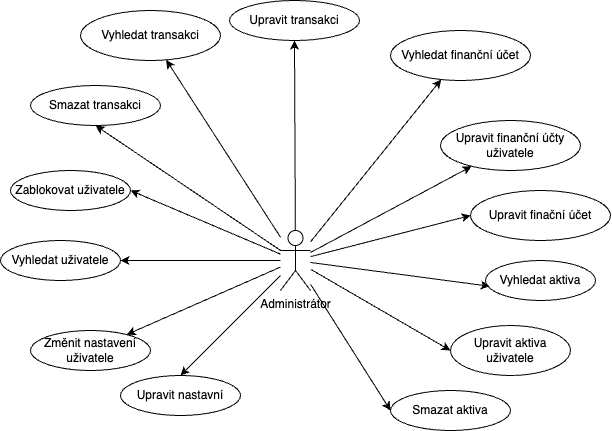 Upravit transakci
Vyhledat transakci
Vyhledat finanční účet
Smazat transakci
Upravit finanční účty
uživatele
Zablokovat uživatele
Upravit finační účet
Vyhledat uživatele
Vyhledat aktiva
Administrátor
Změnit nastavení
uživatele
Upravit aktiva
uživatele
Upravit nastavní
Smazat aktiva